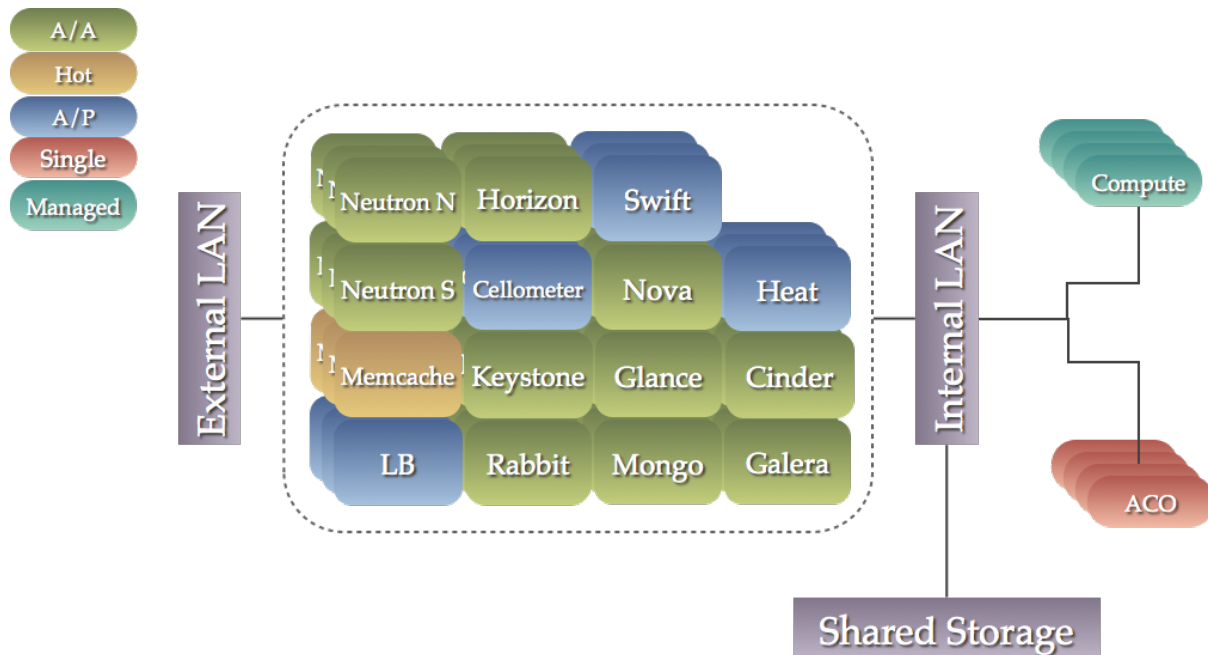 A/A
Hot
A/P
Single
Managed
External LAN
Neutron N
Horizon
Swift
Neutron S
Cellometer
Nova
Heat
Memcache
Keystone
Glance
Cinder
LB
Rabbit
Mongo
Galera
Internal LAN
Compute
ACO
Shared Storage